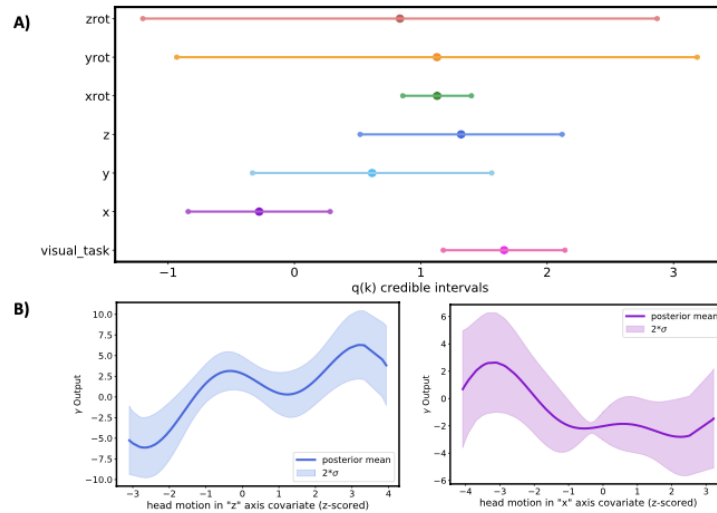 A)
zrot
yrot
xrot
z
y
x
visual_task
−1 0 1 2 3
q(k) credible intervals
B)
10.0
7.5
5.0
2.5
0.0
−2.5
−5.0
−7.5
−10.0
γ Output
posterior mean
2*σ
−3 −2 −1 0 1 2 3 4
head motion in "z" axis covariate (z-scored)
6
4
2
0
−2
−4
−6
γ Output
posterior mean
2*σ
−4 −3 −2 −1 0 1 2 3
head motion in "x" axis covariate (z-scored)